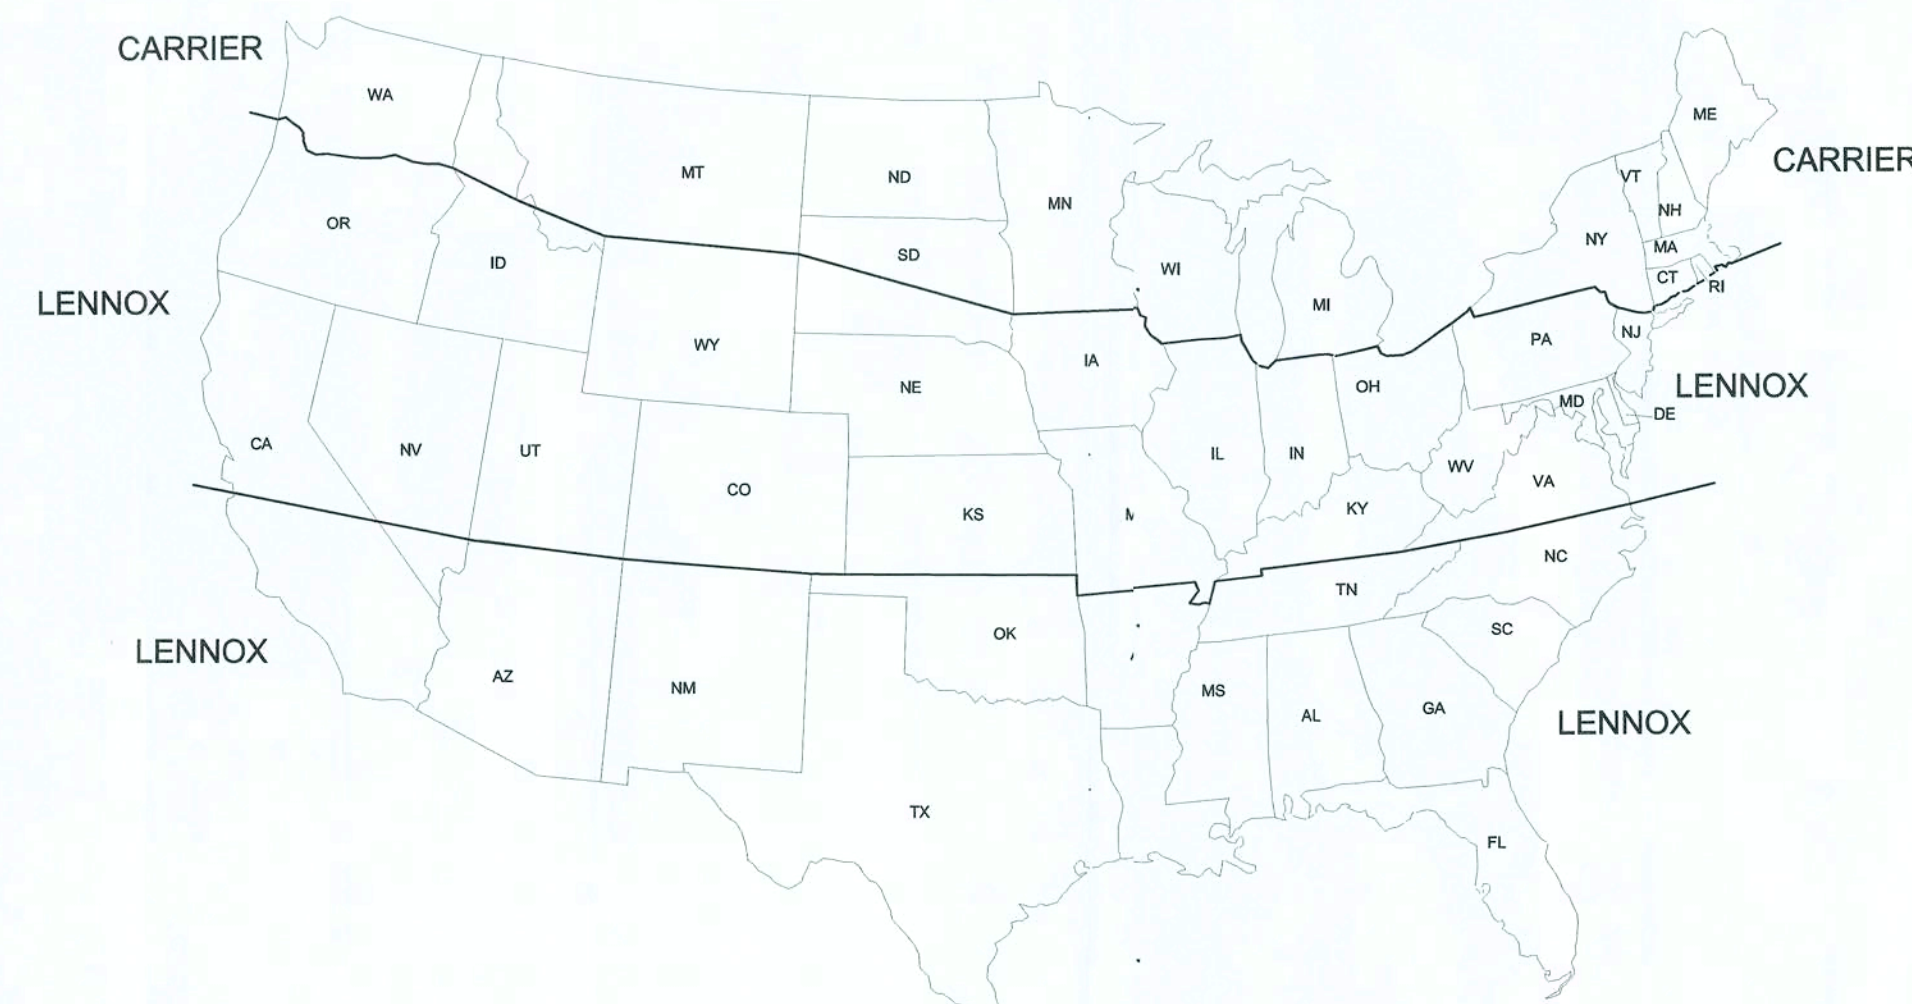 CARRIER
WA
ME
CARRIER
MT
ND
VT
MN
NH
OR
NY
MA
SD
ID
WI
CT
RI
LENNOX
MI
NJ
WY
PA
IA
LENNOX
NE
OH
MD
DE
CA
NV
UT
IL
IN
WV
VA
CO
KS
KY
NC
TN
OK
SC
LENNOX
AZ
NM
MS
AL
GA
LENNOX
TX
FL